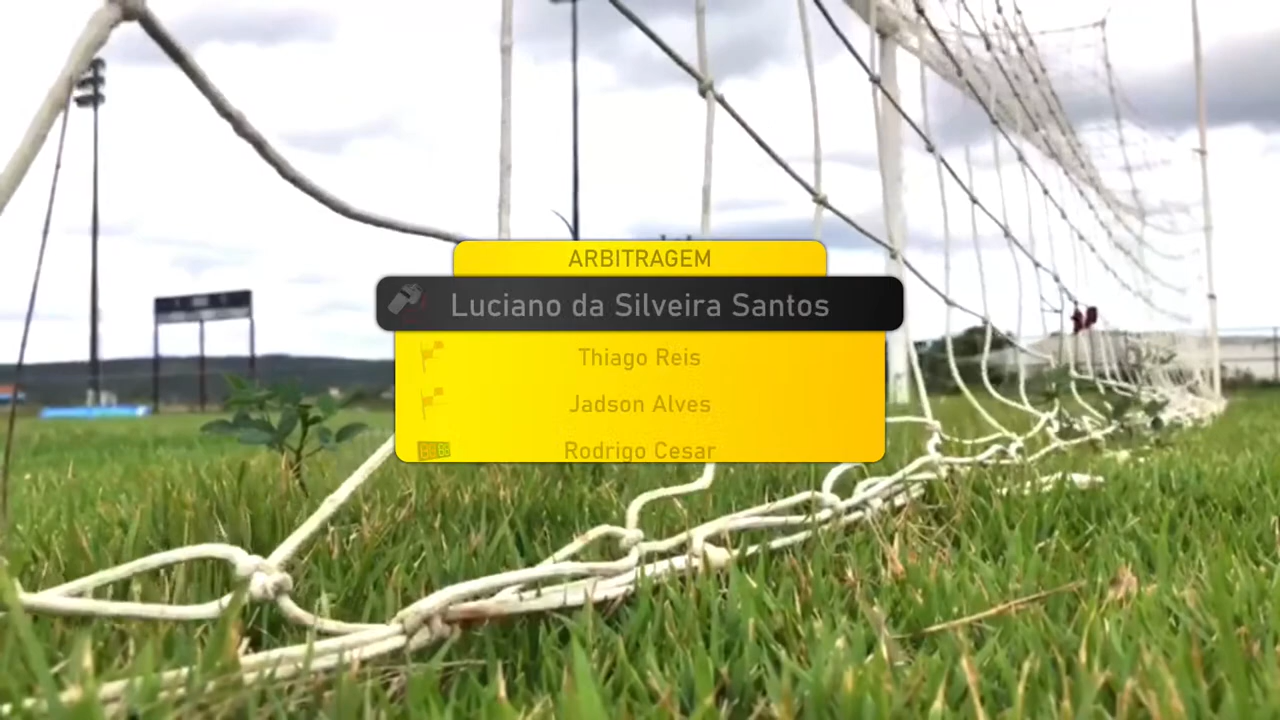 ARBITRAGEM
Luciano da Silveira Santos
Thiago Reis
Jadson Alves
Rodrigo Cesar